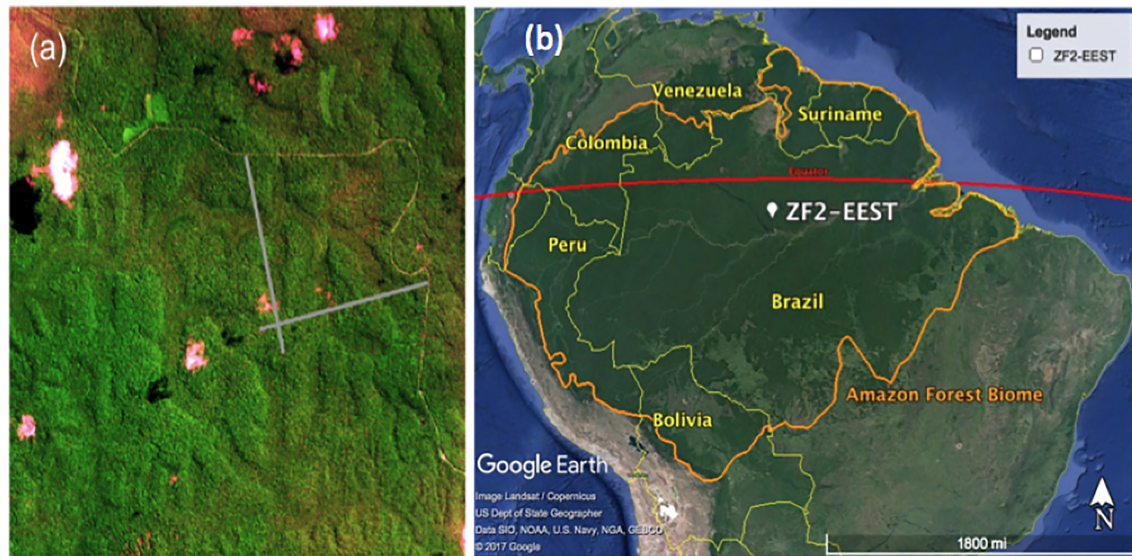 (a)
(b)
Legend
ZF2-EEST
Venezuela
Suriname
Colombia
Equator
ZF2-EEST
Peru
Brazil
Amazon Forest Biome
Bolivia
Google Earth
Image Landsat / Copernicus
US Dept of State Geographer
Data SIO, NOAA, U.S. Navy, NGA, GEBCO
© 2017 Google
N
1800 mi